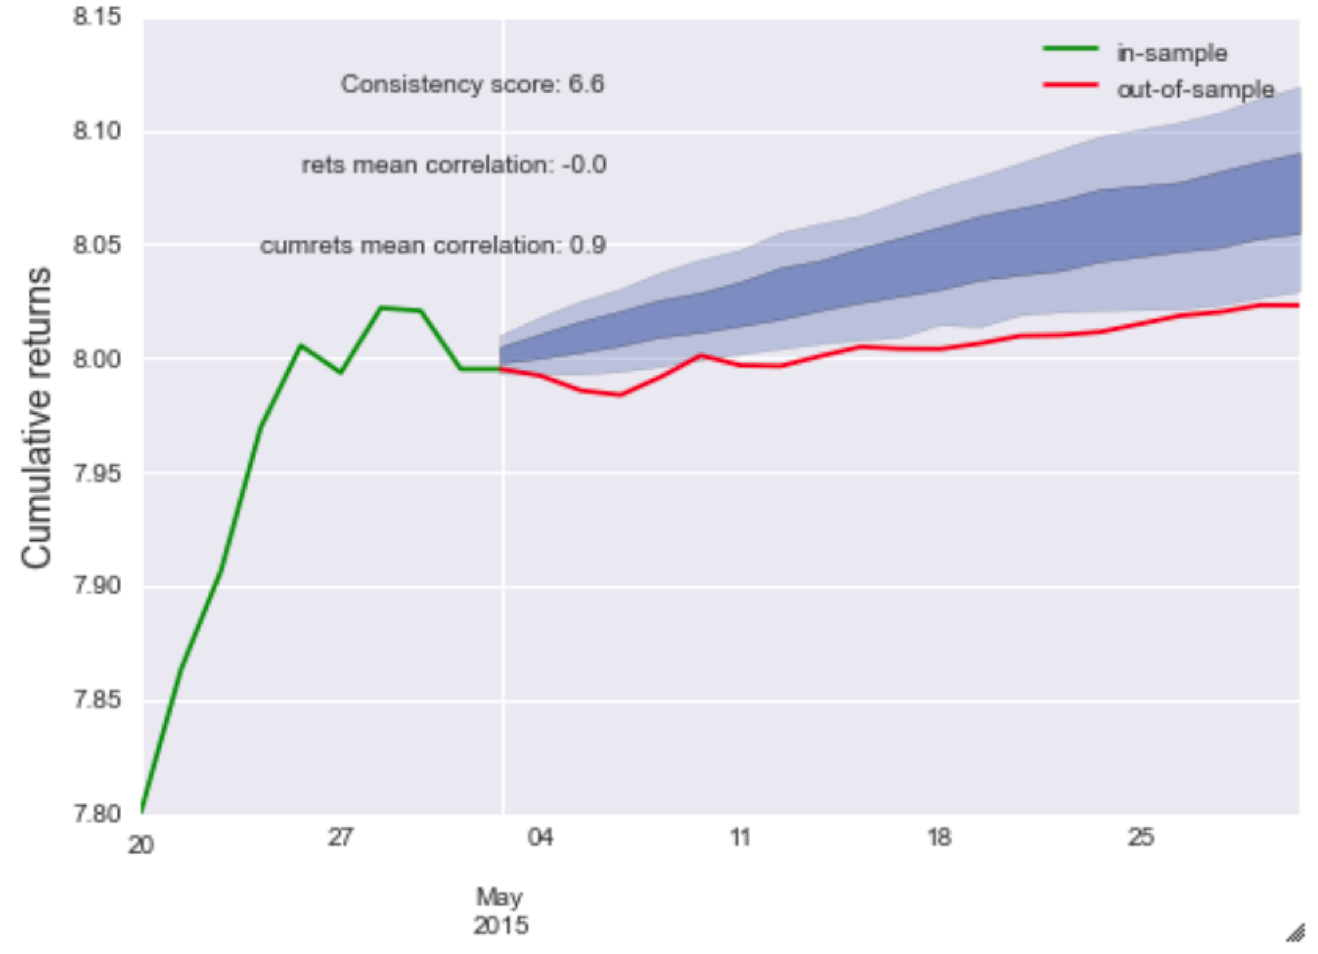 8.15
in-sample
Consistency score: 6.6
out-of-sample
8.10
rets mean correlation: -0.0
8.05
cumrets mean correlation: 0.9
Cumulative returns
8.00
7.95
7.90
7.85
7.80
20
27
04
11
18
25
May
2015